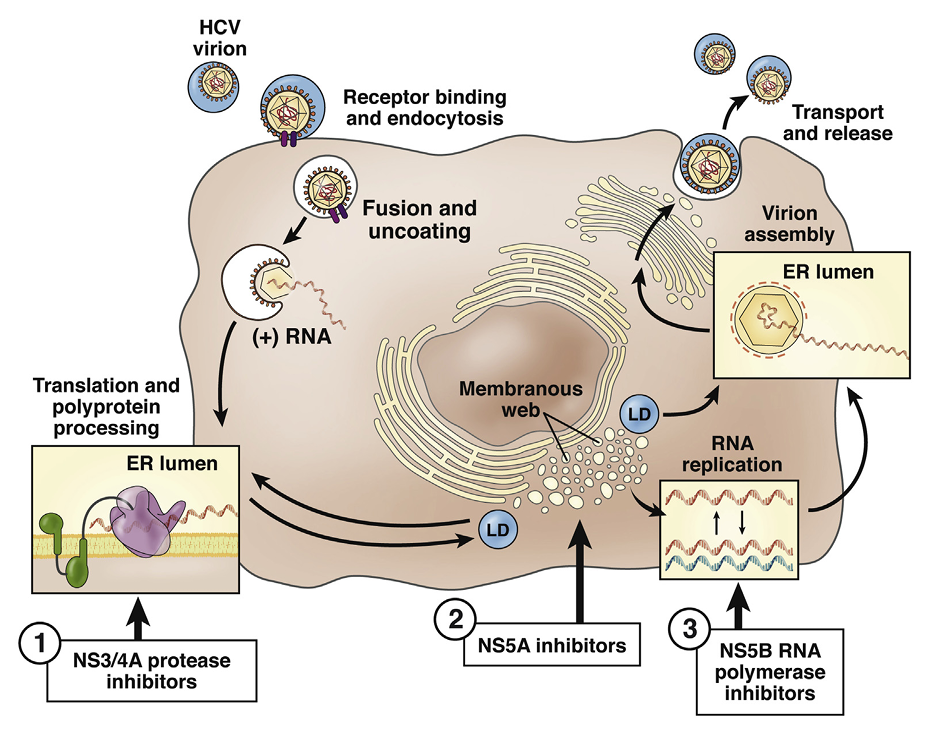 HCV
virion
Receptor binding
and endocytosis
Transport
and release
Fusion and
uncoating
Virion
assembly
ER lumen
(+) RNA
Translation and
polyprotein
processing
Membranous
web
LD
RNA
replication
ER lumen
LD
1
NS3/4A protease
inhibitors
2
NS5A inhibitors
3
NS5B RNA
polymerase
inhibitors